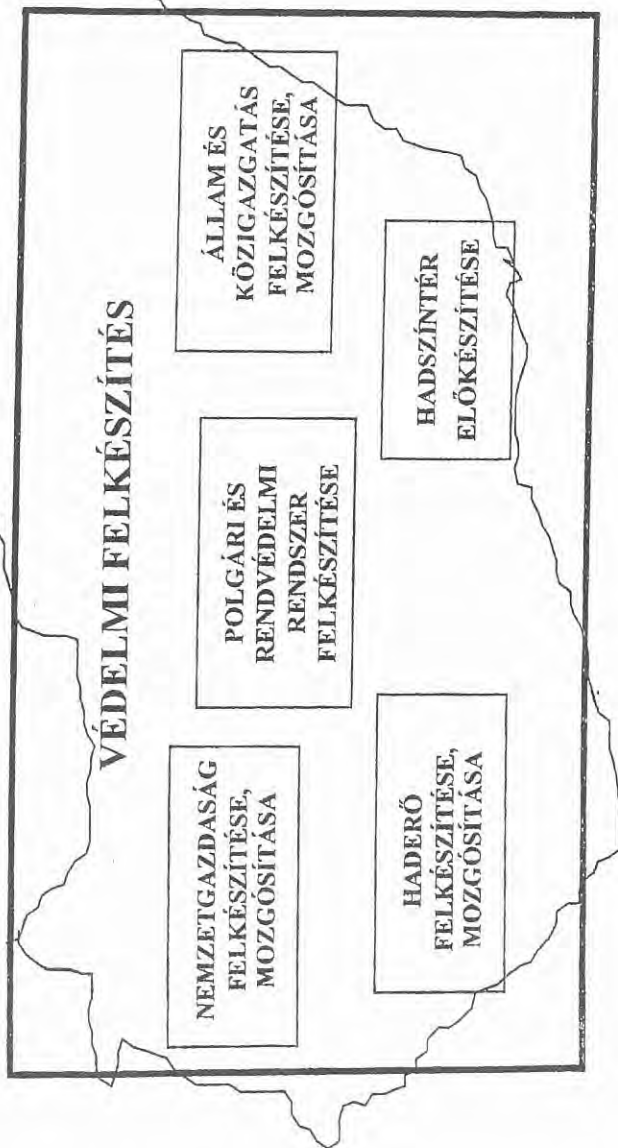 VÉDELMI FELKÉSZÍTÉS
NEMZETGAZDASÁG
FELKÉSZÍTÉSE,
MOZGÓSÍTÁSA
POLGÁRI ÉS
RENDVÉDELMI
RENDSZER
FELKÉSZÍTÉSE
ÁLLAM ÉS
KÖZIGAZGATÁS
FELKÉSZÍTÉSE,
MOZGÓSÍTÁSA
HADERŐ
FELKÉSZÍTÉSE,
MOZGÓSÍTÁSA
HADSZÍNTÉR
ELŐKÉSZÍTÉSE